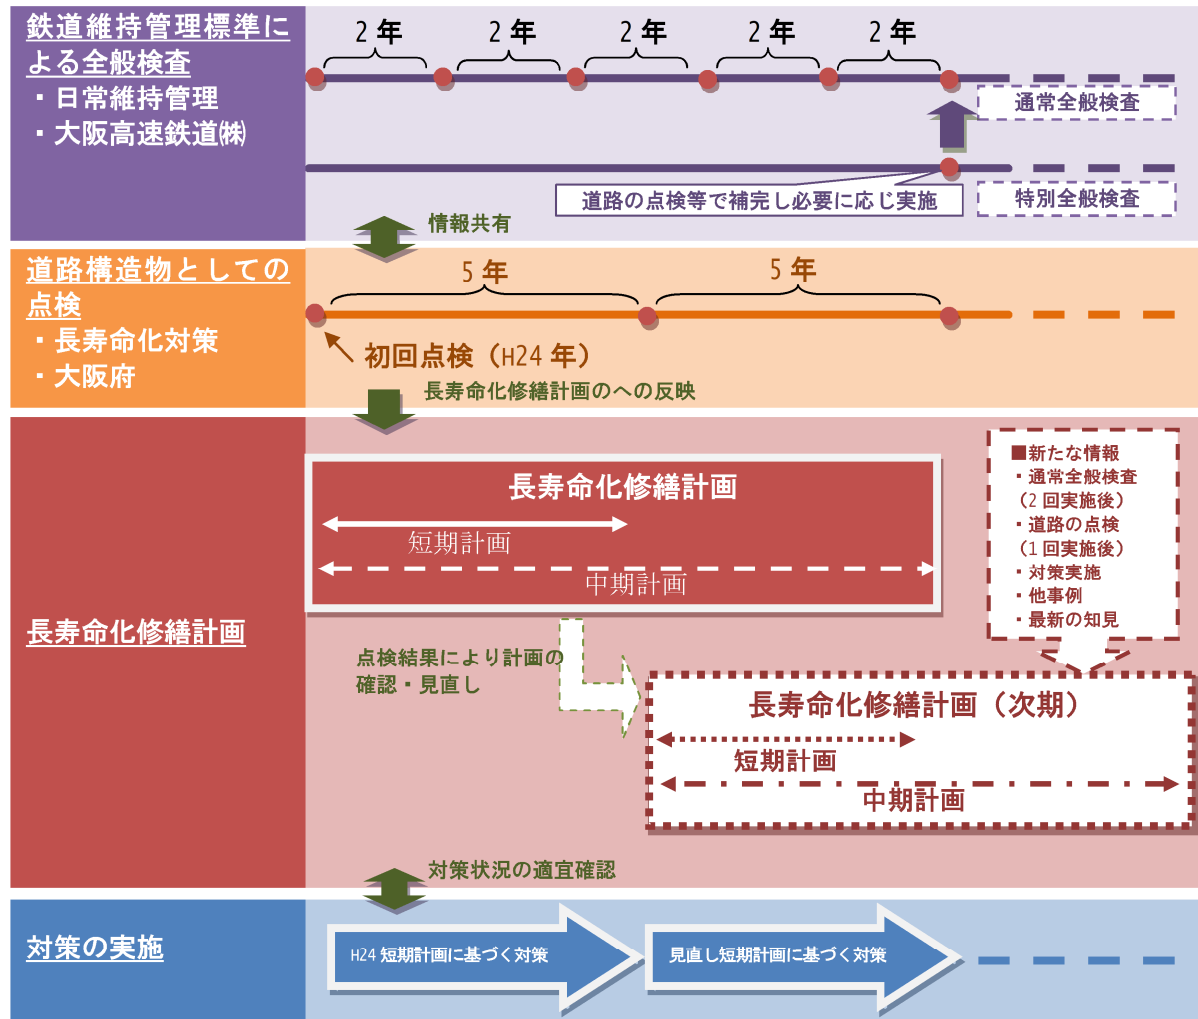 鉄道維持管理標準に
よる全般検査
・日常維持管理
・大阪高速鉄道㈱
2 年
2 年
2 年
2 年
2 年
通常全般検査
道路の点検等で補完し必要に応じ実施
特別全般検査
情報共有
道路構造物としての
点検
・長寿命化対策
・大阪府
5 年
5 年
初回点検（H24 年）
長寿命化修繕計画のへの反映
長寿命化修繕計画
長寿命化修繕計画
短期計画
中期計画
■新たな情報
・通常全般検査
（2 回実施後）
・道路の点検
（1 回実施後）
・対策実施
・他事例
・最新の知見
点検結果により計画の
確認・見直し
長寿命化修繕計画（次期）
短期計画
中期計画
対策状況の適宜確認
対策の実施
H24 短期計画に基づく対策
見直し短期計画に基づく対策